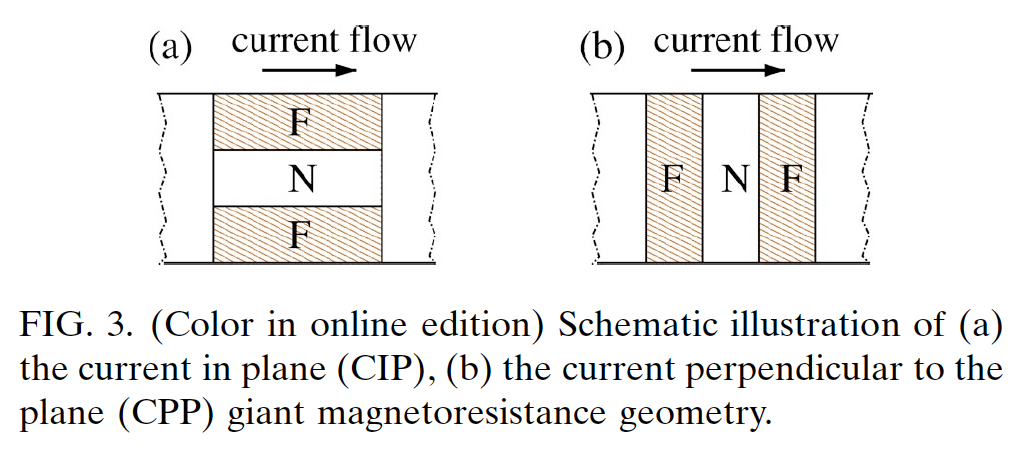 (a) current flow
F
N
F
(b) current flow
F N F
FIG. 3. (Color in online edition) Schematic illustration of (a)
the current in plane (CIP), (b) the current perpendicular to the
plane (CPP) giant magnetoresistance geometry.